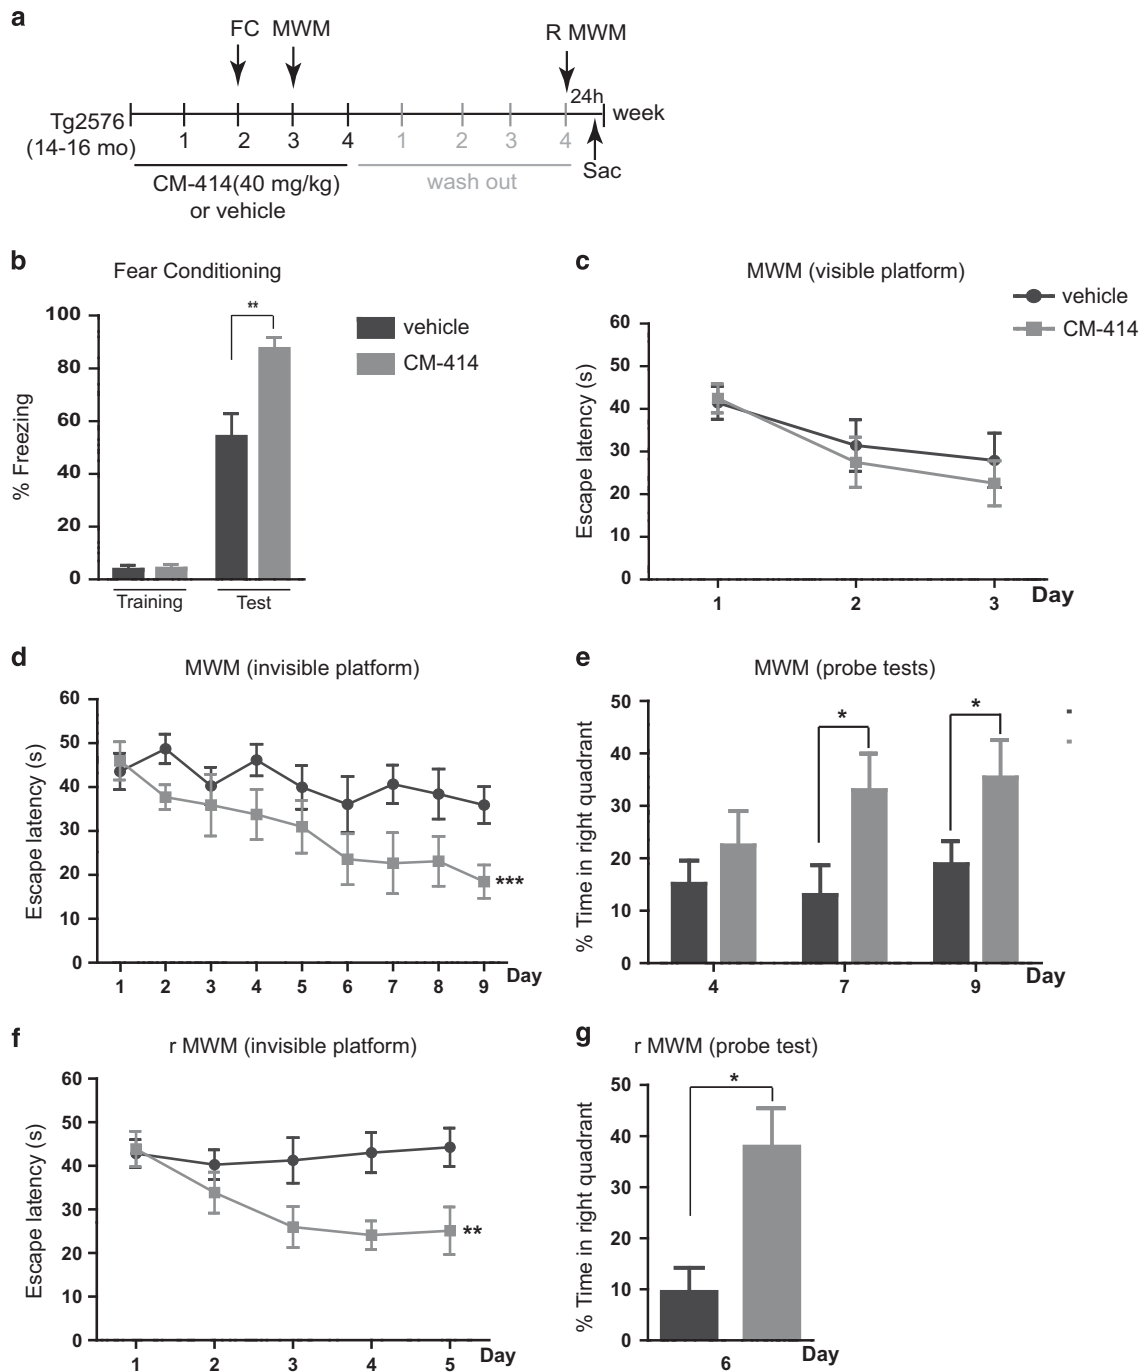 a
FC MWM R MWM
24h
week
Tg2576
(14-16 mo)
1 2 3 4 1 2 3 4
Sac
CM-414(40 mg/kg)
or vehicle
wash out
b
Fear Conditioning
100
80
60
40
20
0
% Freezing
**
vehicle
CM-414
Training Test
c
MWM (visible platform)
vehicle
CM-414
60
50
40
30
20
10
0
Escape latency (s)
1 2 3 Day
d
MWM (invisible platform)
60
50
40
30
20
10
0
Escape latency (s)
***
1 2 3 4 5 6 7 8 9 Day
e
MWM (probe tests)
50
40
30
20
10
0
% Time in right quadrant
* *
4 7 9 Day
f
r MWM (invisible platform)
60
50
40
30
20
10
0
Escape latency (s)
**
1 2 3 4 5 Day
g
r MWM (probe test)
50
40
30
20
10
0
% Time in right quadrant
*
6 Day